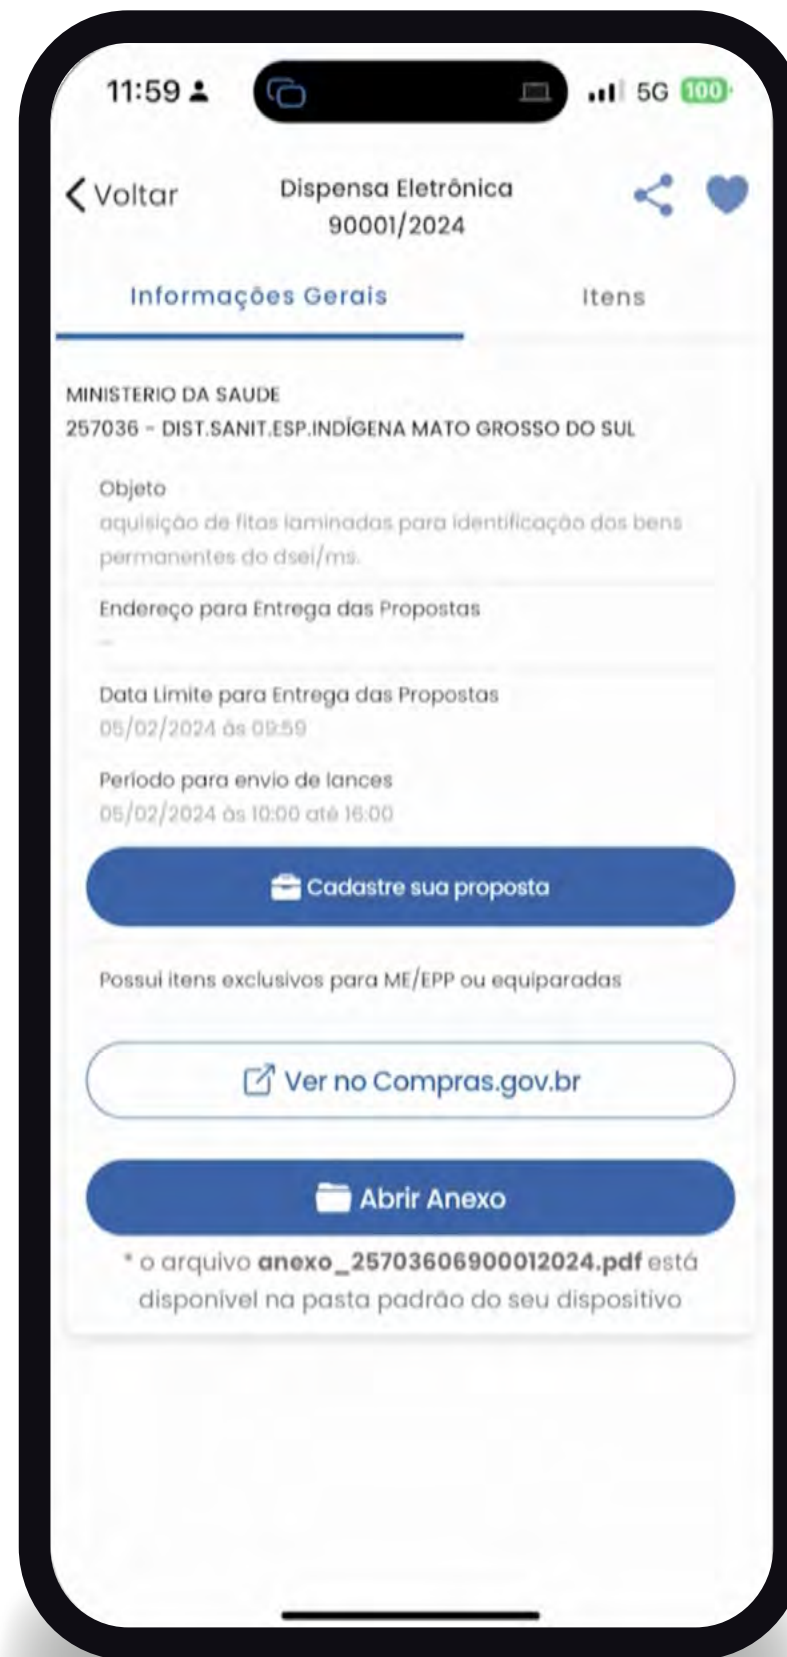 11:59
5G 100
Voltar
Dispensa Eletrônica
90001/2024
Informações Gerais
Itens
MINISTERIO DA SAUDE
257036 - DIST.SANIT.ESP.INDÍGENA MATO GROSSO DO SUL
Objeto
aquisição de fitas laminadas para identificação dos bens
permanentes do dsei/ms.
Endereço para Entrega das Propostas
Data Limite para Entrega das Propostas
05/02/2024 às 09:59
Período para envio de lances
05/02/2024 às 10:00 até 16:00
Cadastre sua proposta
Possui itens exclusivos para ME/EPP ou equiparadas
Ver no Compras.gov.br
Abrir Anexo
* o arquivo anexo_25703606900012024.pdf está
disponível na pasta padrão do seu dispositivo